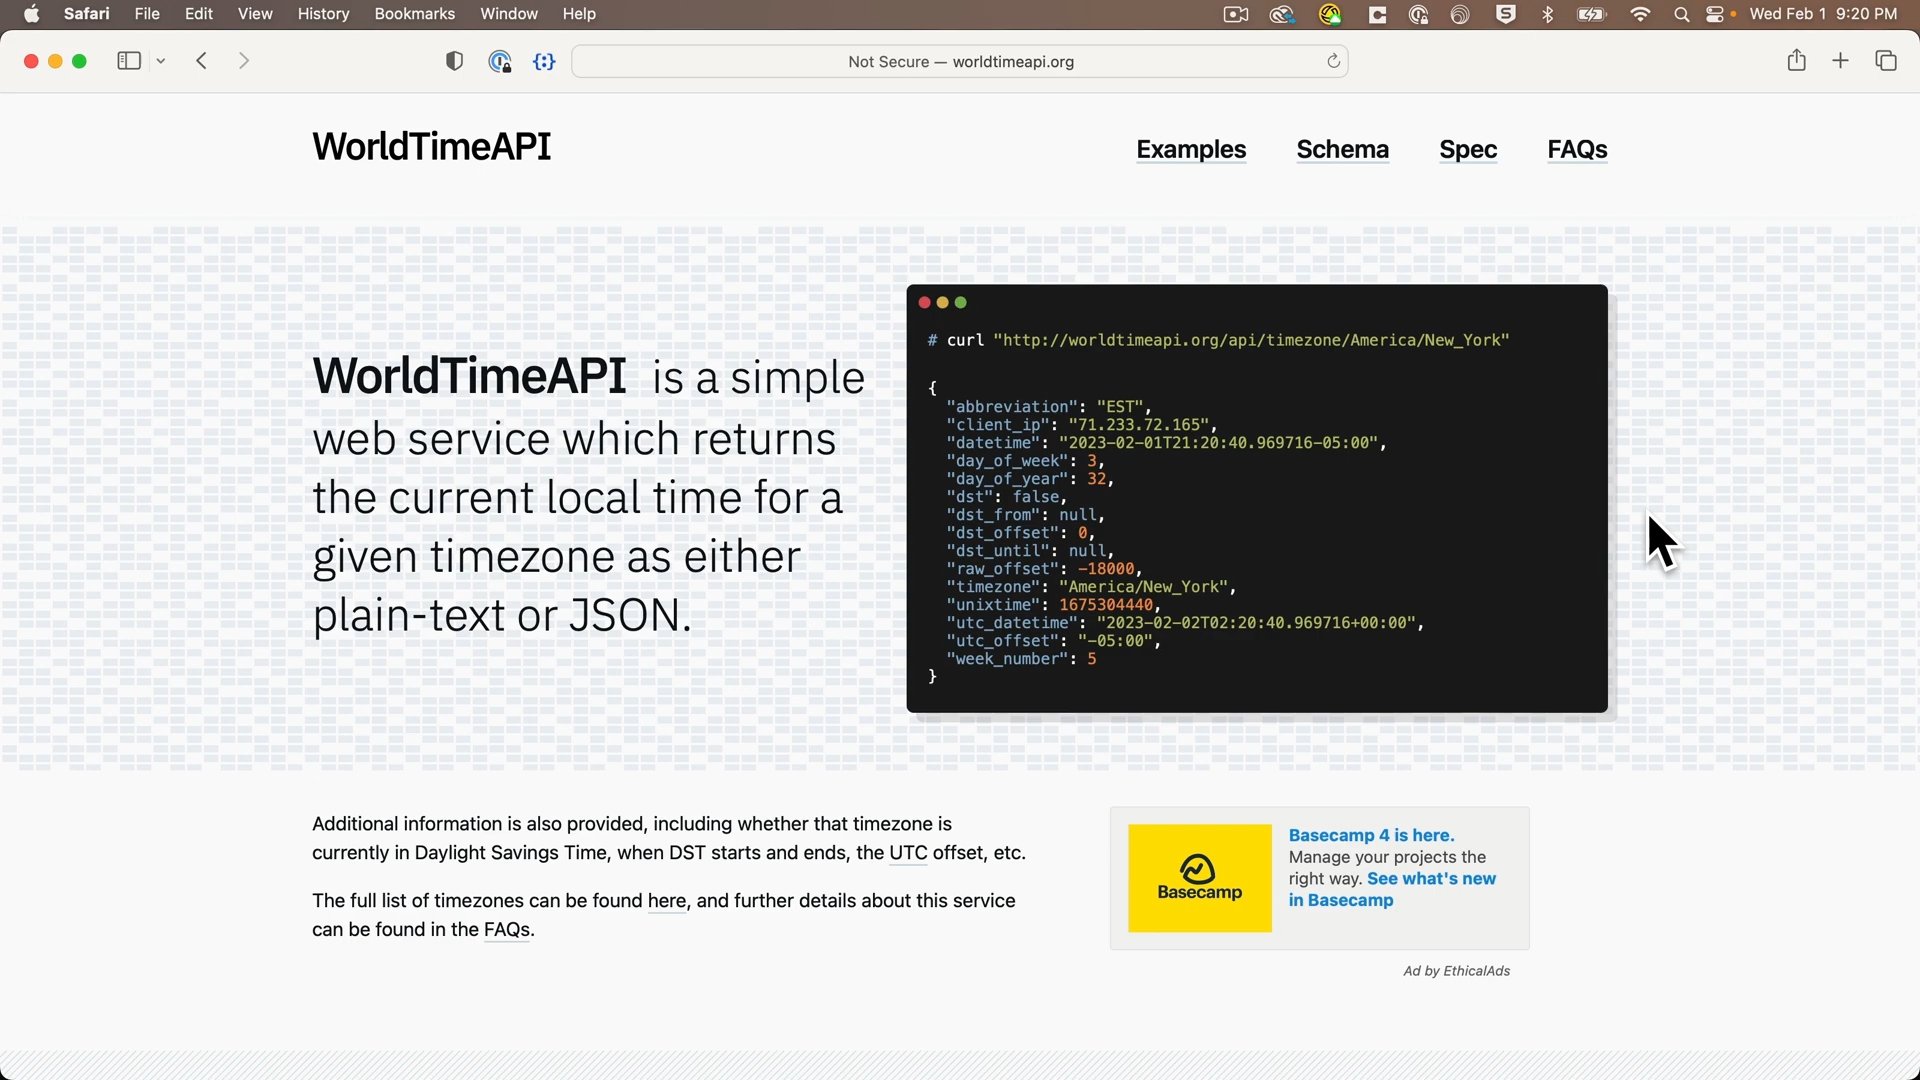 Safari File Edit View History Bookmarks Window Help Wed Feb 1 9:20 PM
Not Secure — worldtimeapi.org
WorldTimeAPI
Examples Schema Spec FAQs
WorldTimeAPI is a simple
web service which returns
the current local time for a
given timezone as either
plain-text or JSON.
# curl "http://worldtimeapi.org/api/timezone/America/New_York"
{
"abbreviation": "EST",
"client_ip": "71.233.72.165",
"datetime": "2023-02-01T21:20:40.969716-05:00",
"day_of_week": 3,
"day_of_year": 32,
"dst": false,
"dst_from": null,
"dst_offset": 0,
"dst_until": null,
"raw_offset": -18000,
"timezone": "America/New_York",
"unixtime": 1675304440,
"utc_datetime": "2023-02-02T02:20:40.969716+00:00",
"utc_offset": "-05:00",
"week_number": 5
}
Additional information is also provided, including whether that timezone is
currently in Daylight Savings Time, when DST starts and ends, the UTC offset, etc.
The full list of timezones can be found here, and further details about this service
can be found in the FAQs.
Basecamp
Basecamp 4 is here.
Manage your projects the
right way. See what's new
in Basecamp
Ad by EthicalAds